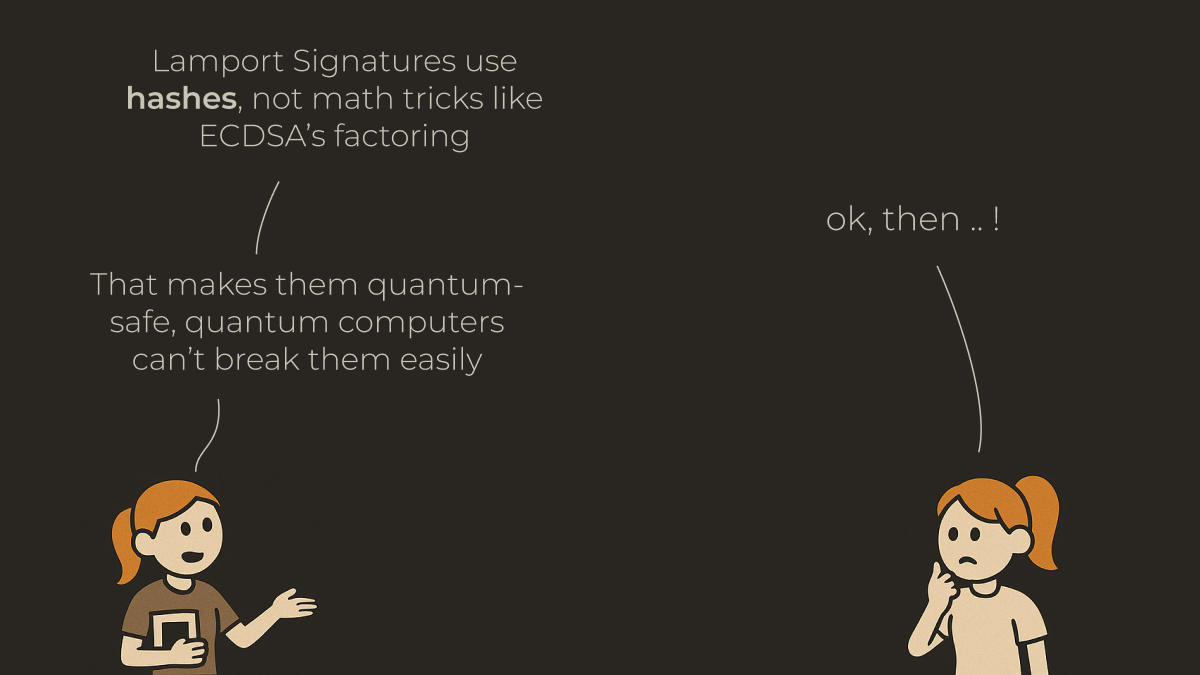 Lamport Signatures use
hashes, not math tricks like
ECDSA’s factoring
That makes them quantum-
safe, quantum computers
can’t break them easily
ok, then .. !